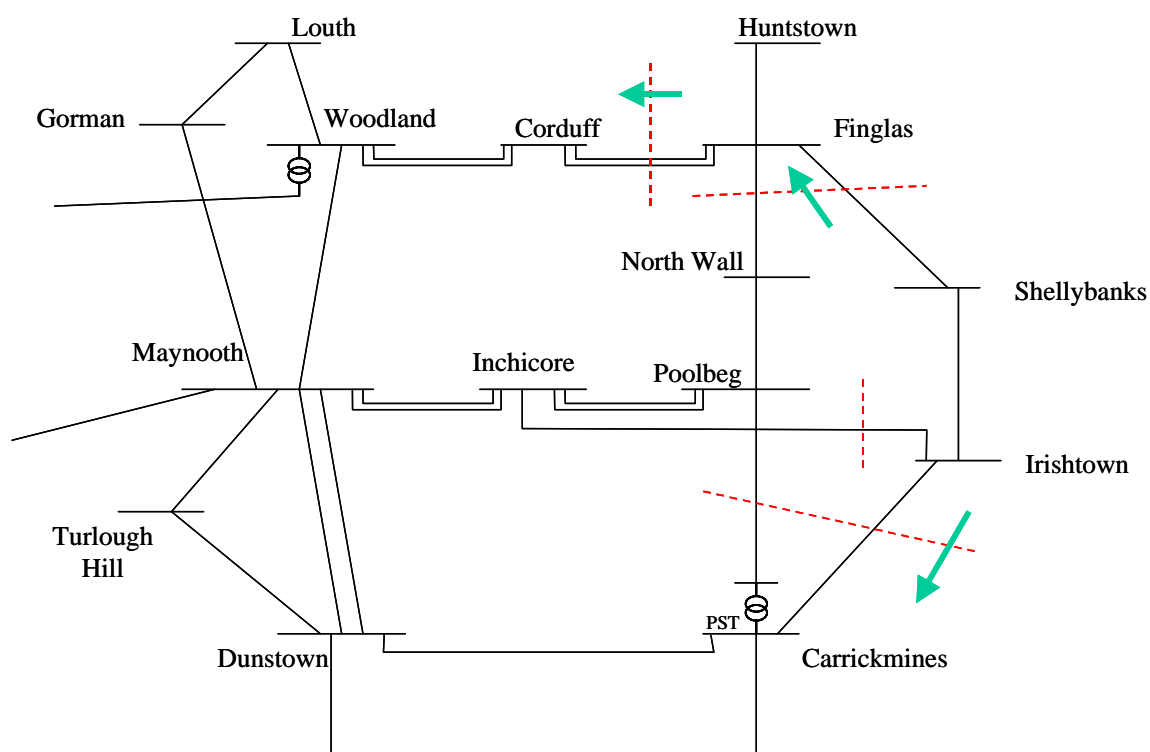 Louth
Huntstown
Gorman
Woodland
Corduff
Finglas
North Wall
Shellybanks
Maynooth
Inchicore
Poolbeg
Irishtown
Turlough
Hill
PST
Dunstown
Carrickmines